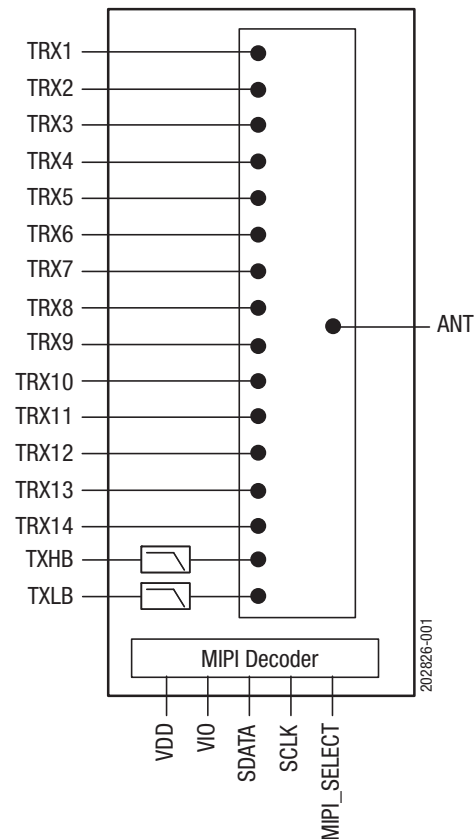 TRX1
TRX2
TRX3
TRX4
TRX5
TRX6
TRX7
TRX8
ANT
TRX9
TRX10
TRX11
TRX12
TRX13
TRX14
TXHB
TXLB
MIPI Decoder
202826-001
VDD
VIO
SDATA
SCLK
MIPI_SELECT